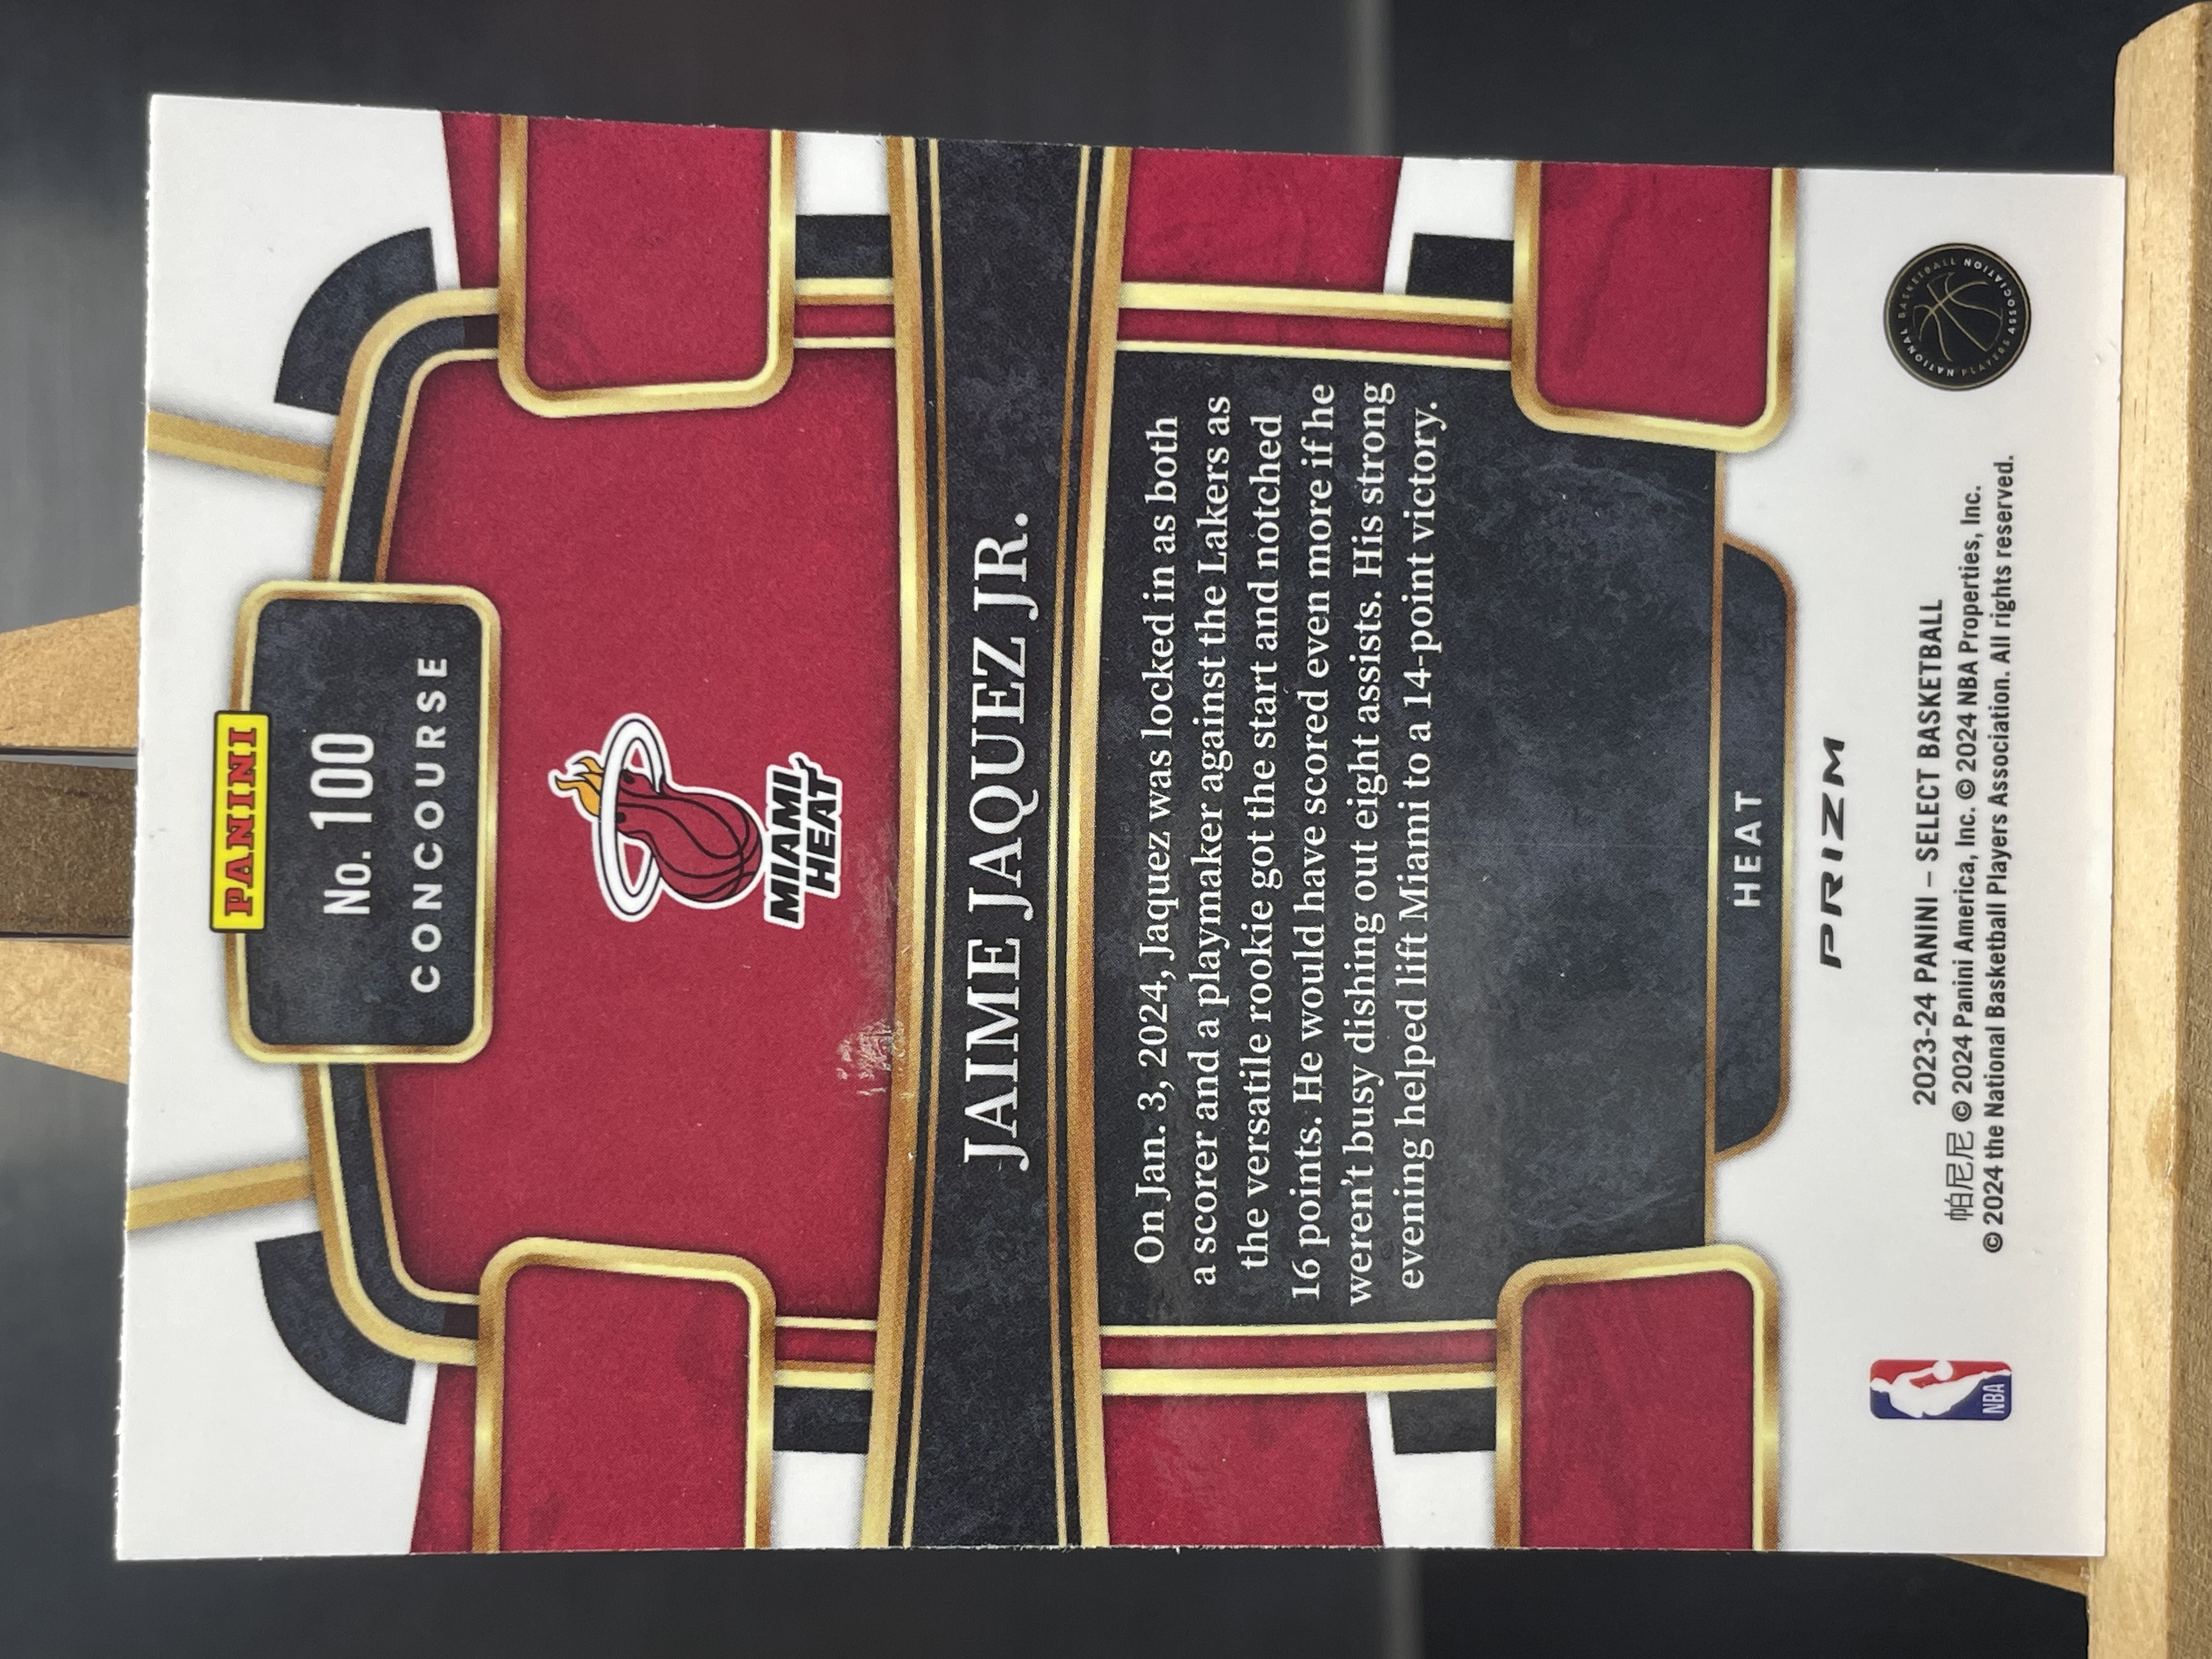 PANINI
No. 100
CONCOURSE
MIAMI
HEAT
JAIME JAQUEZ JR.
On Jan. 3, 2024, Jaquez was locked in as both
a scorer and a playmaker against the Lakers as
the versatile rookie got the start and notched
16 points. He would have scored even more if he
weren't busy dishing out eight assists. His strong
evening helped lift Miami to a 14-point victory.
HEAT
PRIZM
2023-24 PANINI – SELECT BASKETBALL
帕尼尼 © 2024 Panini America, Inc. © 2024 NBA Properties, Inc.
© 2024 the National Basketball Players Association. All rights reserved.
NBA
NATIONAL BASKETBALL
PLAYERS ASSOCIATION